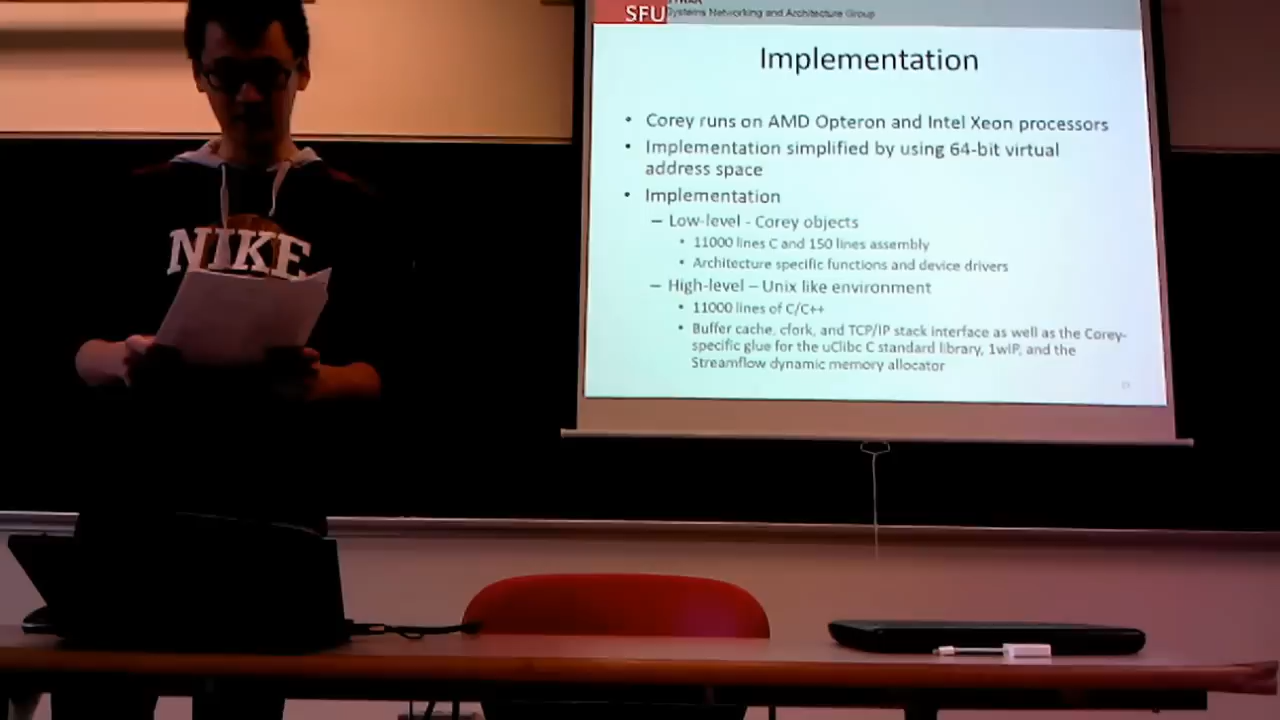 SFU
Systems Networking and Architecture Group
Implementation
• Corey runs on AMD Opteron and Intel Xeon processors
• Implementation simplified by using 64-bit virtual
address space
• Implementation
– Low-level - Corey objects
• 11000 lines C and 150 lines assembly
• Architecture specific functions and device drivers
– High-level – Unix like environment
• 11000 lines of C/C++
• Buffer cache, cfork, and TCP/IP stack interface as well as the Corey-
specific glue for the uClibc C standard library, 1wIP, and the
Streamflow dynamic memory allocator
NIKE